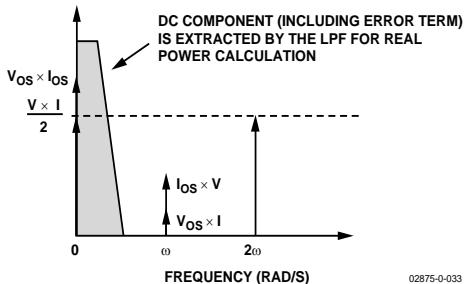 DC COMPONENT (INCLUDING ERROR TERM)
IS EXTRACTED BY THE LPF FOR REAL
POWER CALCULATION
VOS × IOS
V × I
2
IOS × V
VOS × I
0
ω
2ω
FREQUENCY (RAD/S)
02875-0-033